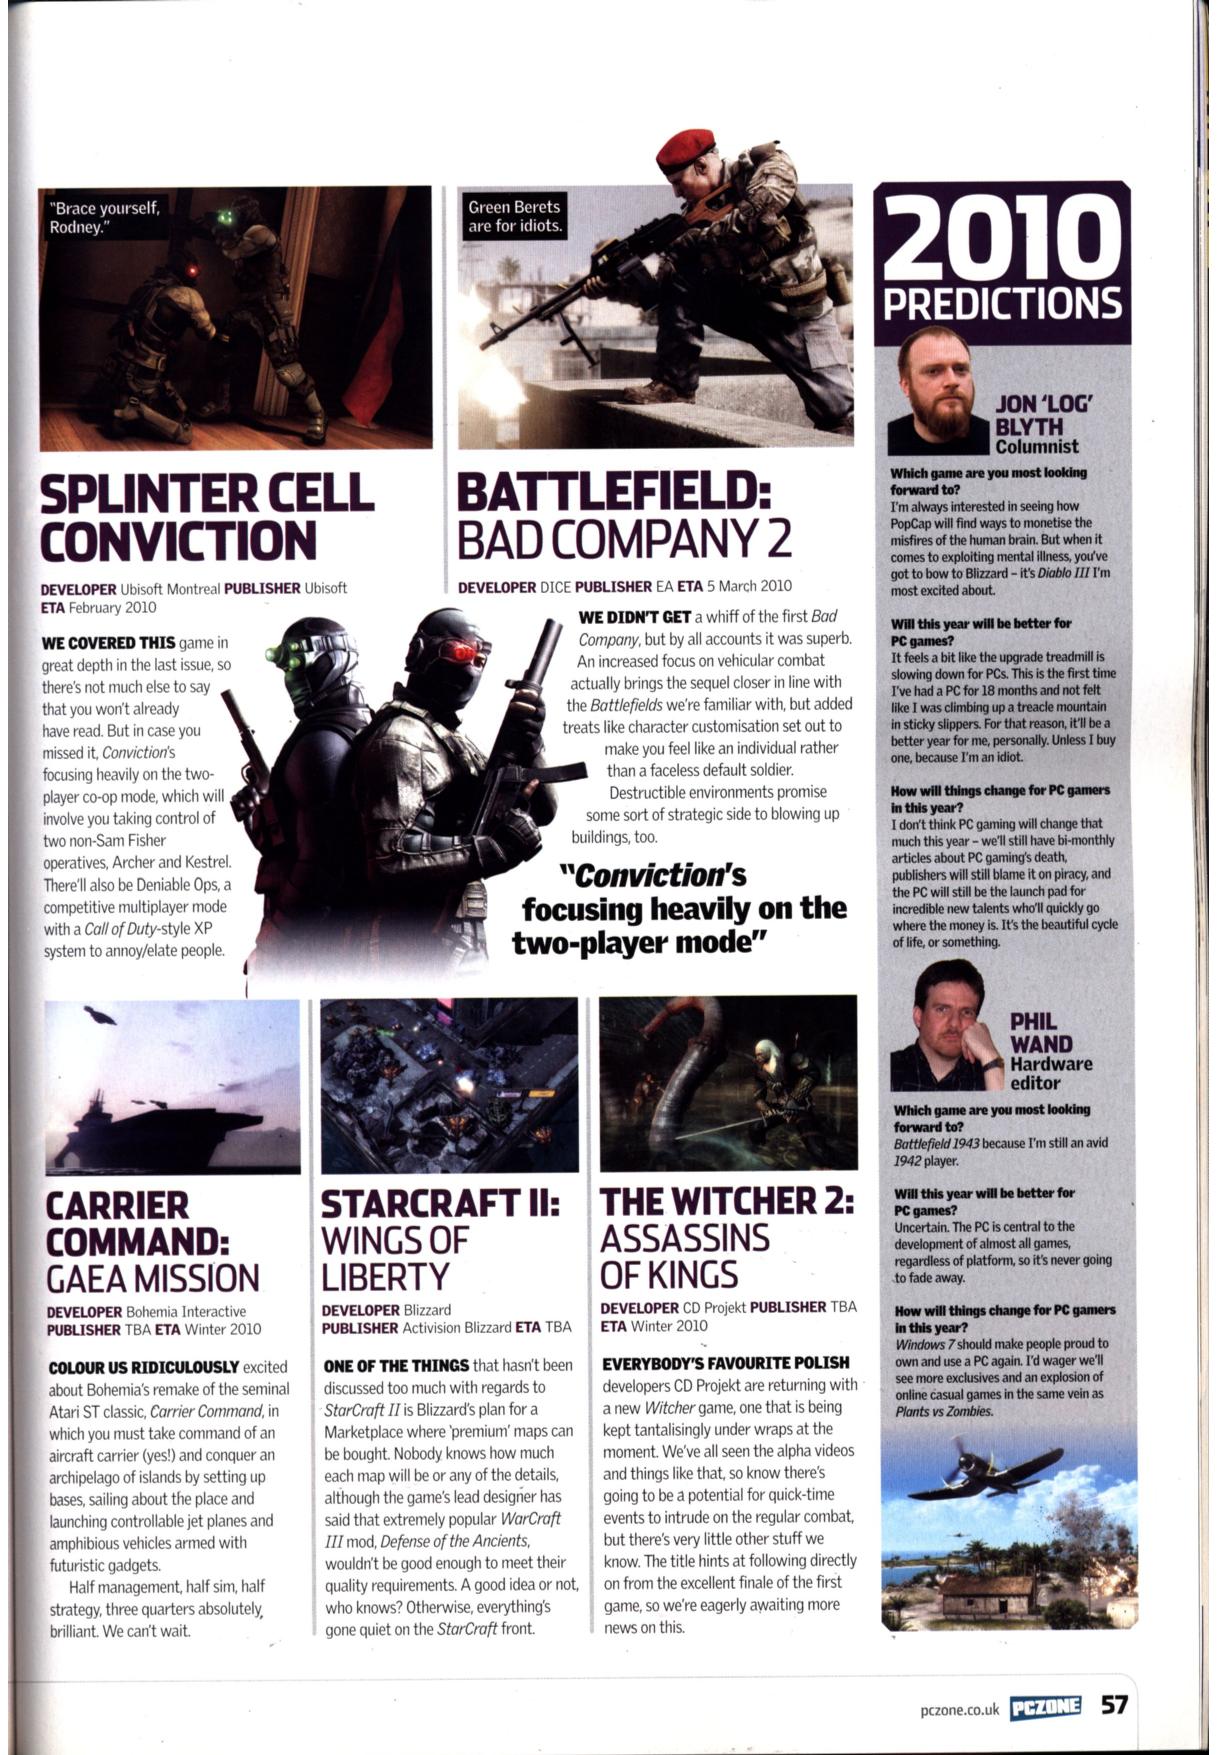 "Brace yourself,
Rodney."
Green Berets
are for idiots.
SPLINTER CELL
CONVICTION
DEVELOPER Ubisoft Montreal PUBLISHER Ubisoft
ETA February 2010
WE COVERED THIS game in
great depth in the last issue, so
there's not much else to say
that you won't already
have read. But in case you
missed it, Conviction's
focusing heavily on the two-
player co-op mode, which will
involve you taking control of
two non-Sam Fisher
operatives, Archer and Kestrel.
There'll also be Deniable Ops, a
competitive multiplayer mode
with a Call of Duty-style XP
system to annoy/elate people.
BATTLEFIELD:
BAD COMPANY 2
DEVELOPER DICE PUBLISHER EA ETA 5 March 2010
WE DIDN'T GET a whiff of the first Bad
Company, but by all accounts it was superb.
An increased focus on vehicular combat
actually brings the sequel closer in line with
the Battlefields we're familiar with, but added
treats like character customisation set out to
make you feel like an individual rather
than a faceless default soldier.
Destructible environments promise
some sort of strategic side to blowing up
buildings, too.
"Conviction's
focusing heavily on the
two-player mode"
CARRIER
COMMAND:
GAEA MISSION
DEVELOPER Bohemia Interactive
PUBLISHER TBA ETA Winter 2010
COLOUR US RIDICULOUSLY excited
about Bohemia's remake of the seminal
Atari ST classic, Carrier Command, in
which you must take command of an
aircraft carrier (yes!) and conquer an
archipelago of islands by setting up
bases, sailing about the place and
launching controllable jet planes and
amphibious vehicles armed with
futuristic gadgets.
Half management, half sim, half
strategy, three quarters absolutely
brilliant. We can't wait.
STARCRAFT II:
WINGS OF
LIBERTY
DEVELOPER Blizzard
PUBLISHER Activision Blizzard ETA TBA
ONE OF THE THINGS that hasn't been
discussed too much with regards to
StarCraft II is Blizzard's plan for a
Marketplace where 'premium' maps can
be bought. Nobody knows how much
each map will be or any of the details,
although the game's lead designer has
said that extremely popular WarCraft
III mod, Defense of the Ancients,
wouldn't be good enough to meet their
quality requirements. A good idea or not,
who knows? Otherwise, everything's
gone quiet on the StarCraft front.
THE WITCHER 2:
ASSASSINS
OF KINGS
DEVELOPER CD Projekt PUBLISHER TBA
ETA Winter 2010
EVERYBODY'S FAVOURITE POLISH
developers CD Projekt are returning with
a new Witcher game, one that is being
kept tantalisingly under wraps at the
moment. We've all seen the alpha videos
and things like that, so know there's
going to be a potential for quick-time
events to intrude on the regular combat,
but there's very little other stuff we
know. The title hints at following directly
on from the excellent finale of the first
game, so we're eagerly awaiting more
news on this.
2010
PREDICTIONS
JON 'LOG'
BLYTH
Columnist
Which game are you most looking
forward to?
I'm always interested in seeing how
PopCap will find ways to monetise the
misfires of the human brain. But when it
comes to exploiting mental illness, you've
got to bow to Blizzard – it's Diablo III I'm
most excited about.
Will this year will be better for
PC games?
It feels a bit like the upgrade treadmill is
slowing down for PCs. This is the first time
I've had a PC for 18 months and not felt
like I was climbing up a treacle mountain
in sticky slippers. For that reason, it'll be a
better year for me, personally. Unless I buy
one, because I'm an idiot.
How will things change for PC gamers
in this year?
I don't think PC gaming will change that
much this year – we'll still have bi-monthly
articles about PC gaming's death,
publishers will still blame it on piracy, and
the PC will still be the launch pad for
incredible new talents who'll quickly go
where the money is. It's the beautiful cycle
of life, or something.
PHIL
WAND
Hardware
editor
Which game are you most looking
forward to?
Battlefield 1943 because I'm still an avid
1942 player.
Will this year will be better for
PC games?
Uncertain. The PC is central to the
development of almost all games,
regardless of platform, so it's never going
to fade away.
How will things change for PC gamers
in this year?
Windows 7 should make people proud to
own and use a PC again. I'd wager we'll
see more exclusives and an explosion of
online casual games in the same vein as
Plants vs Zombies.
pczone.co.uk PCZONE 57